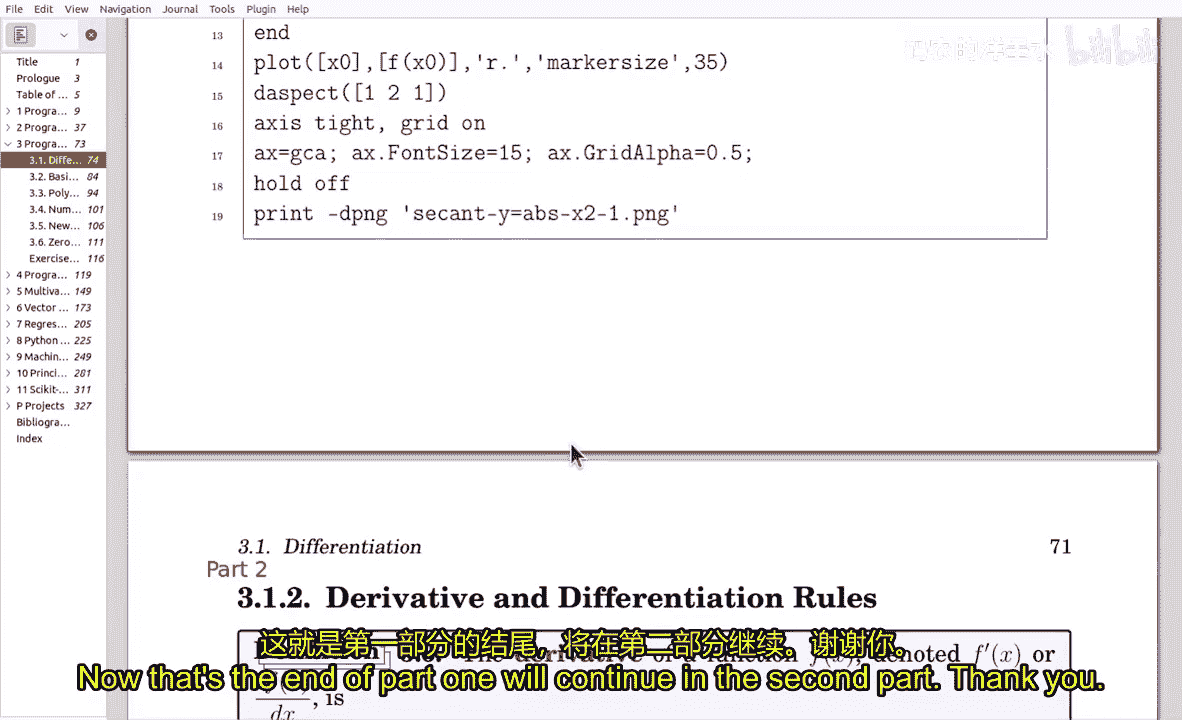 File Edit View Navigation Journal Tools Plugin Help
Title 1
Prologue 3
Table of ... 5
1 Progra... 9
2 Progra... 37
3 Progra... 73
3.1. Diffe... 74
3.2. Basi... 84
3.3. Poly... 94
3.4. Num... 101
3.5. New... 106
3.6. Zero... 111
Exercise... 116
4 Progra... 119
5 Multiva... 149
6 Vector ... 173
7 Regres... 205
8 Python ... 225
9 Machin... 249
10 Princi... 281
11 Scikit-... 311
P Projects 327
Bibliogra...
Index
13 end
14 plot([x0],[f(x0)],'r.','markersize',35)
15 daspect([1 2 1])
16 axis tight, grid on
17 ax=gca; ax.FontSize=15; ax.GridAlpha=0.5;
18 hold off
19 print -dpng 'secant-y=abs-x2-1.png'
3.1. Differentiation 71
Part 2
3.1.2. Derivative and Differentiation Rules
denoted f′(x) or
dx , is
这就是第一部分的结尾，将在第二部分继续。谢谢你。
Now that's the end of part one will continue in the second part. Thank you.